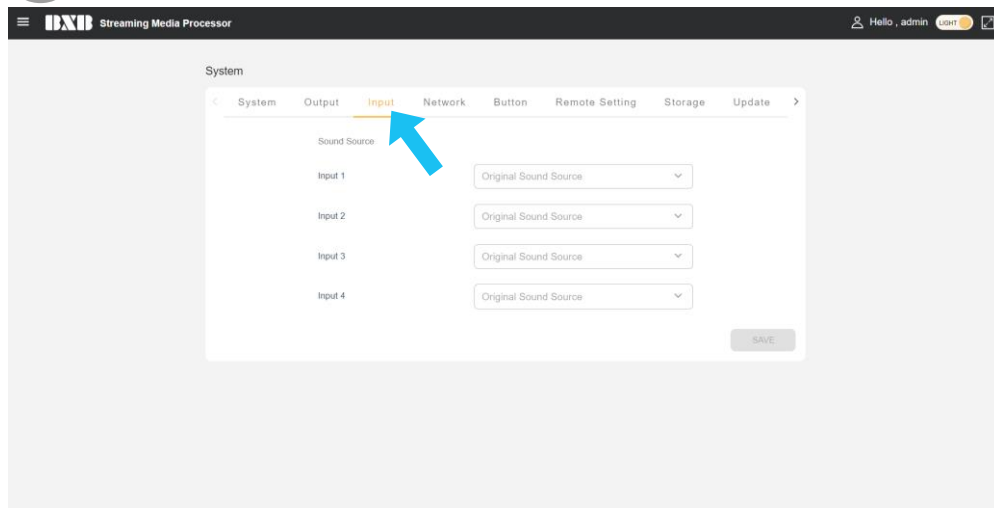 BXB Streaming Media Processor Hello , admin LIGHT
System
System Output Input Network Button Remote Setting Storage Update
Sound Source
Input 1 Original Sound Source
Input 2 Original Sound Source
Input 3 Original Sound Source
Input 4 Original Sound Source
SAVE